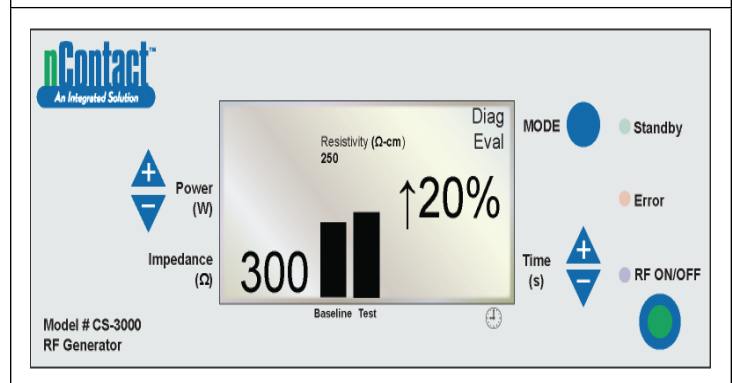 nContact™
An Integrated Solution
Diag
Eval
Resistivity (Ω-cm)
250
↑20%
300
Baseline Test
+
−
Power
(W)
Impedance
(Ω)
Model # CS-3000
RF Generator
MODE
Time
(s)
+
−
Standby
Error
RF ON/OFF